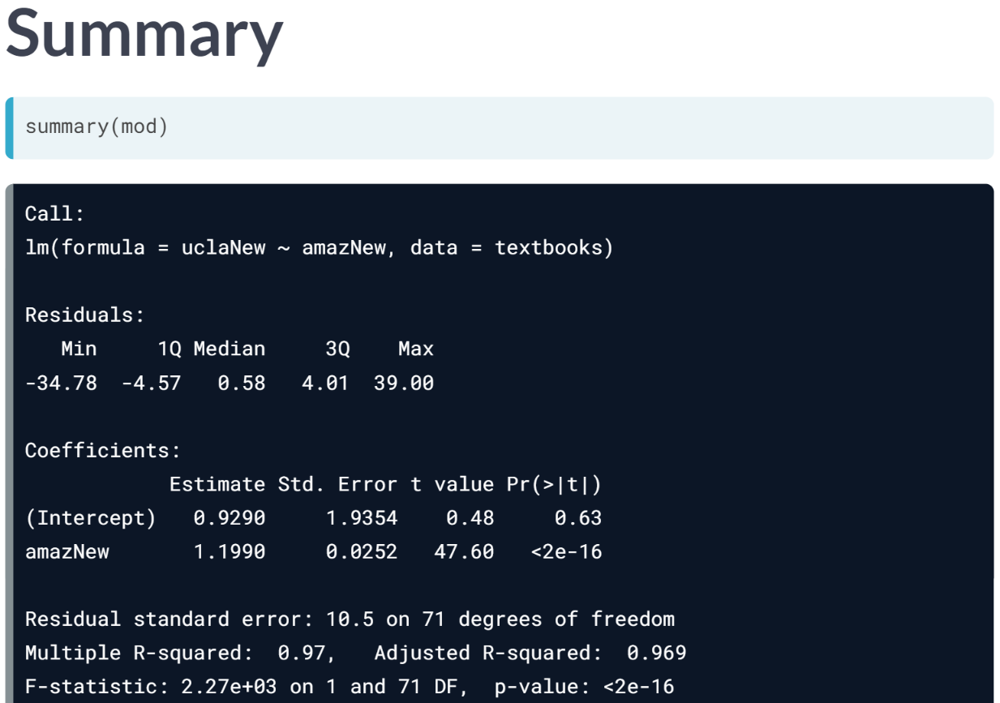 Summary
summary(mod)
Call:
lm(formula = uclaNew ~ amazNew, data = textbooks)
Residuals:
Min 1Q Median 3Q Max
-34.78 -4.57 0.58 4.01 39.00
Coefficients:
Estimate Std. Error t value Pr(>|t|)
(Intercept) 0.9290 1.9354 0.48 0.63
amazNew 1.1990 0.0252 47.60 <2e-16
Residual standard error: 10.5 on 71 degrees of freedom
Multiple R-squared: 0.97, Adjusted R-squared: 0.969
F-statistic: 2.27e+03 on 1 and 71 DF, p-value: <2e-16